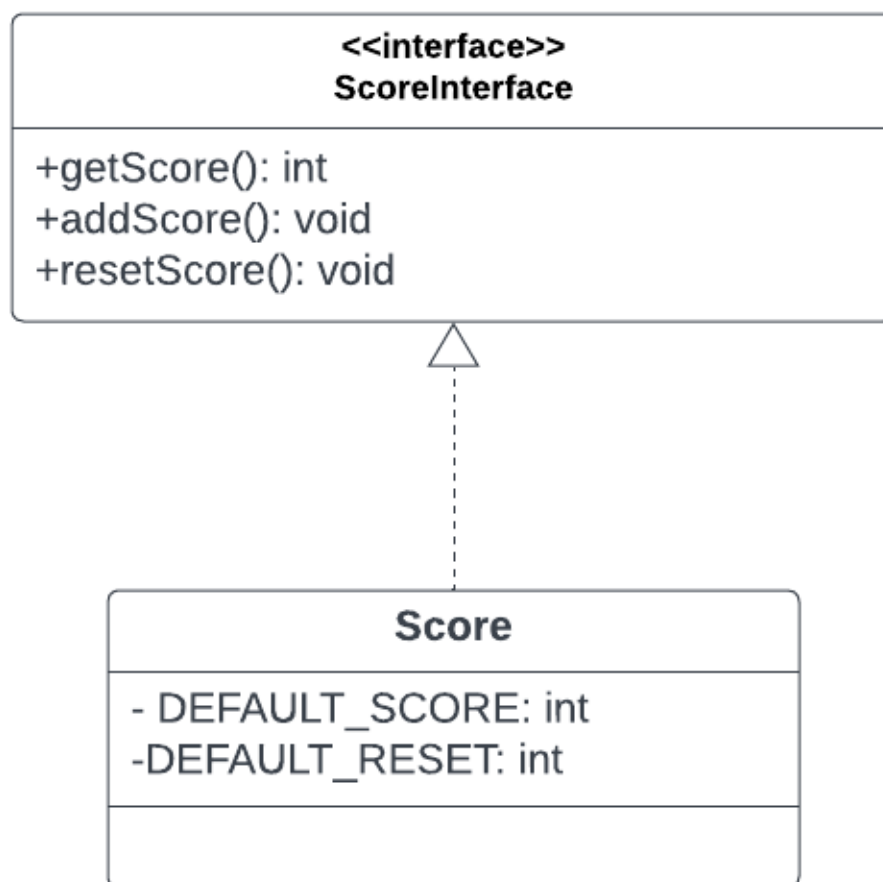 <<interface>>
ScoreInterface
+getScore(): int
+addScore(): void
+resetScore(): void
Score
- DEFAULT_SCORE: int
-DEFAULT_RESET: int